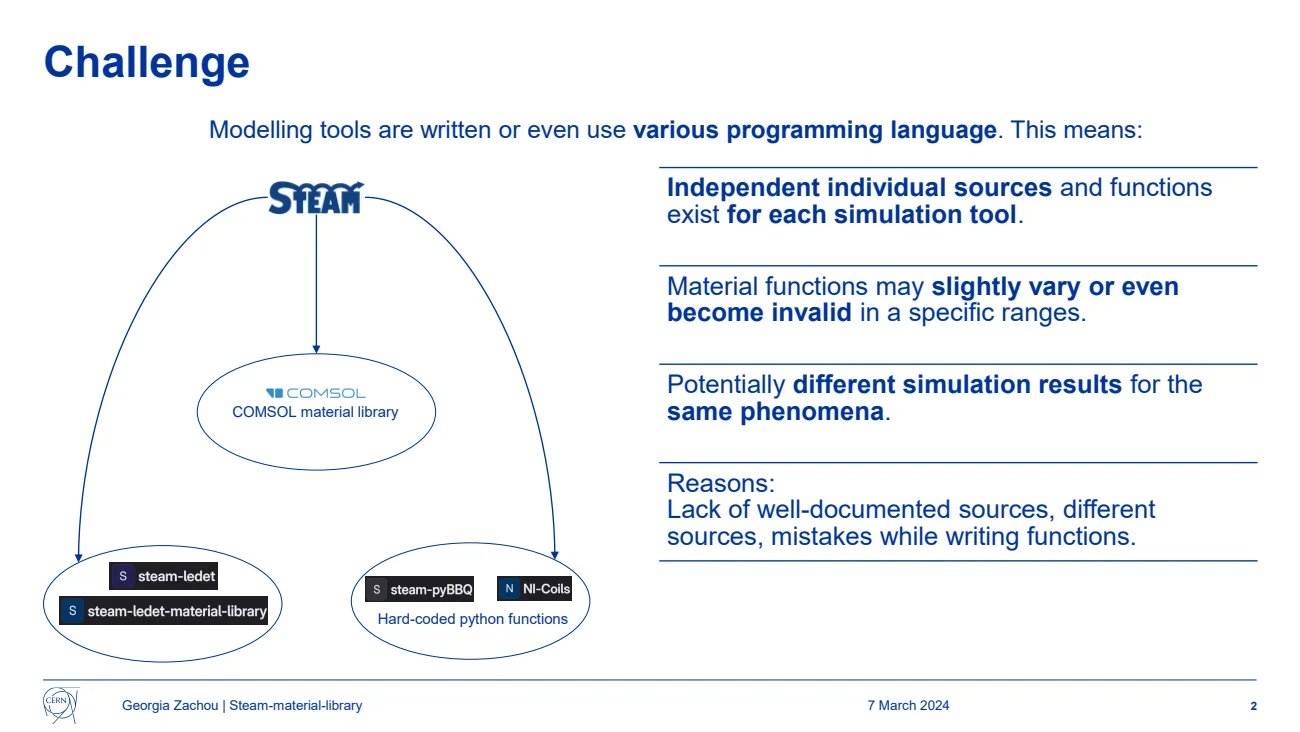 Challenge
Modelling tools are written or even use various programming language. This means:
STEAM
COMSOL
COMSOL material library
S steam-ledet
S steam-ledet-material-library
S steam-pyBBQ
N NI-Coils
Hard-coded python functions
Independent individual sources and functions
exist for each simulation tool.
Material functions may slightly vary or even
become invalid in a specific ranges.
Potentially different simulation results for the
same phenomena.
Reasons:
Lack of well-documented sources, different
sources, mistakes while writing functions.
CERN
Georgia Zachou | Steam-material-library
7 March 2024
2